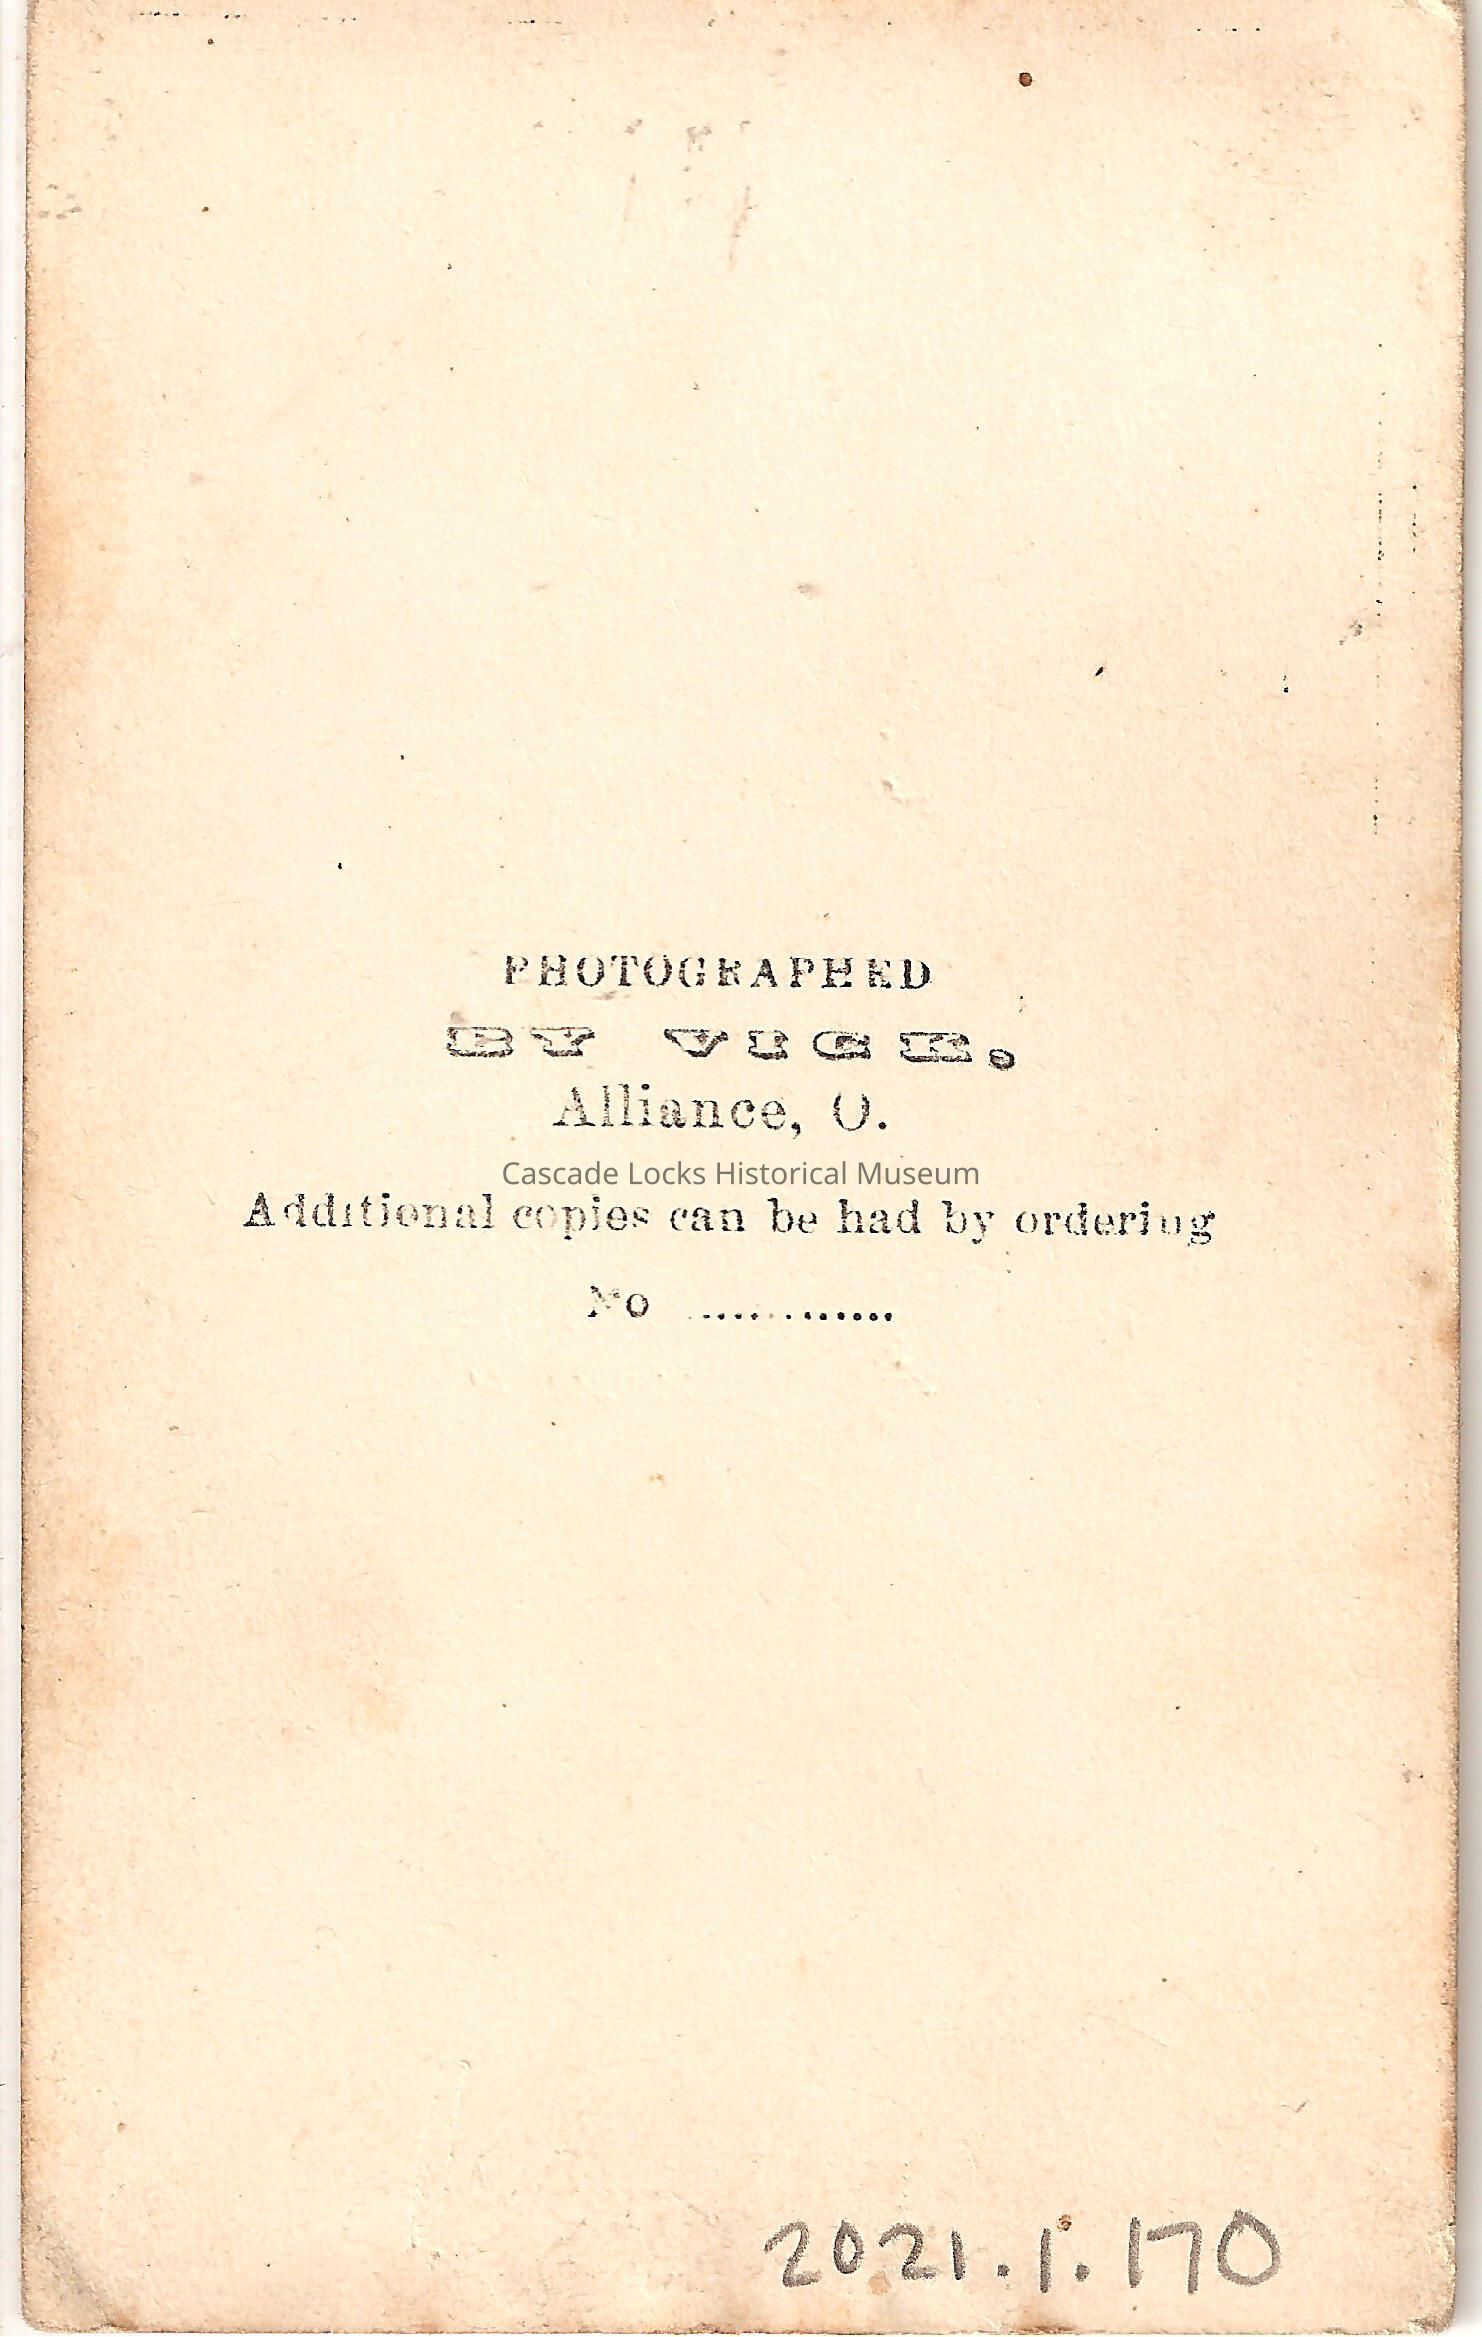 PHOTOGRAPHED
BY VICK.
Alliance, O.
Cascade Locks Historical Museum
Additional copies can be had by ordering
No .............
2021.1.170